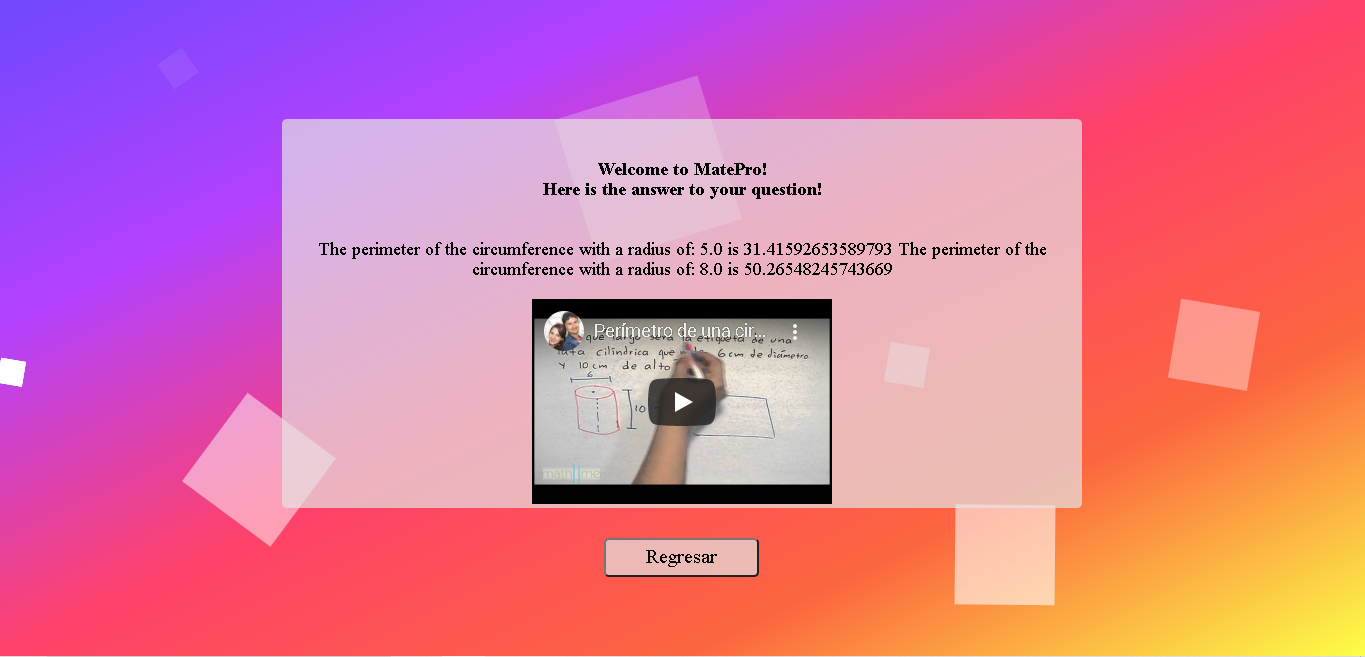 Welcome to MatePro!
Here is the answer to your question!
The perimeter of the circumference with a radius of: 5.0 is 31.41592653589793 The perimeter of the
circumference with a radius of: 8.0 is 50.26548245743669
Perímetro de una cir...
que largo será la etiqueta de una
lata cilíndrica que 6 cm de diámetro
y 10 cm de alto
6
10
math2me
Regresar